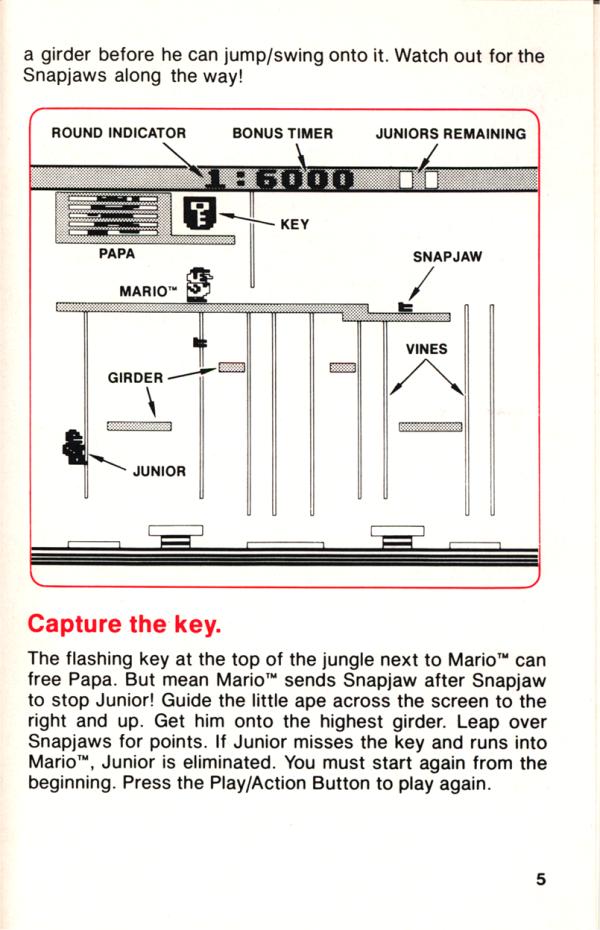 a girder before he can jump/swing onto it. Watch out for the
Snapjaws along the way!
ROUND INDICATOR BONUS TIMER JUNIORS REMAINING
1:6000
KEY
PAPA
SNAPJAW
MARIO™
VINES
GIRDER
JUNIOR
Capture the key.
The flashing key at the top of the jungle next to Mario™ can
free Papa. But mean Mario™ sends Snapjaw after Snapjaw
to stop Junior! Guide the little ape across the screen to the
right and up. Get him onto the highest girder. Leap over
Snapjaws for points. If Junior misses the key and runs into
Mario™, Junior is eliminated. You must start again from the
beginning. Press the Play/Action Button to play again.
5